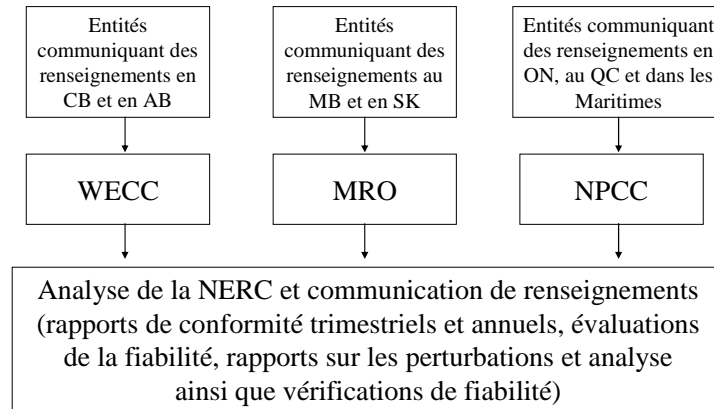 Entités
communiquant des
renseignements en
CB et en AB
Entités
communiquant des
renseignements au
MB et en SK
Entités communiquant
des renseignements en
ON, au QC et dans les
Maritimes
WECC
MRO
NPCC
Analyse de la NERC et communication de renseignements
(rapports de conformité trimestriels et annuels, évaluations
de la fiabilité, rapports sur les perturbations et analyse
ainsi que vérifications de fiabilité)